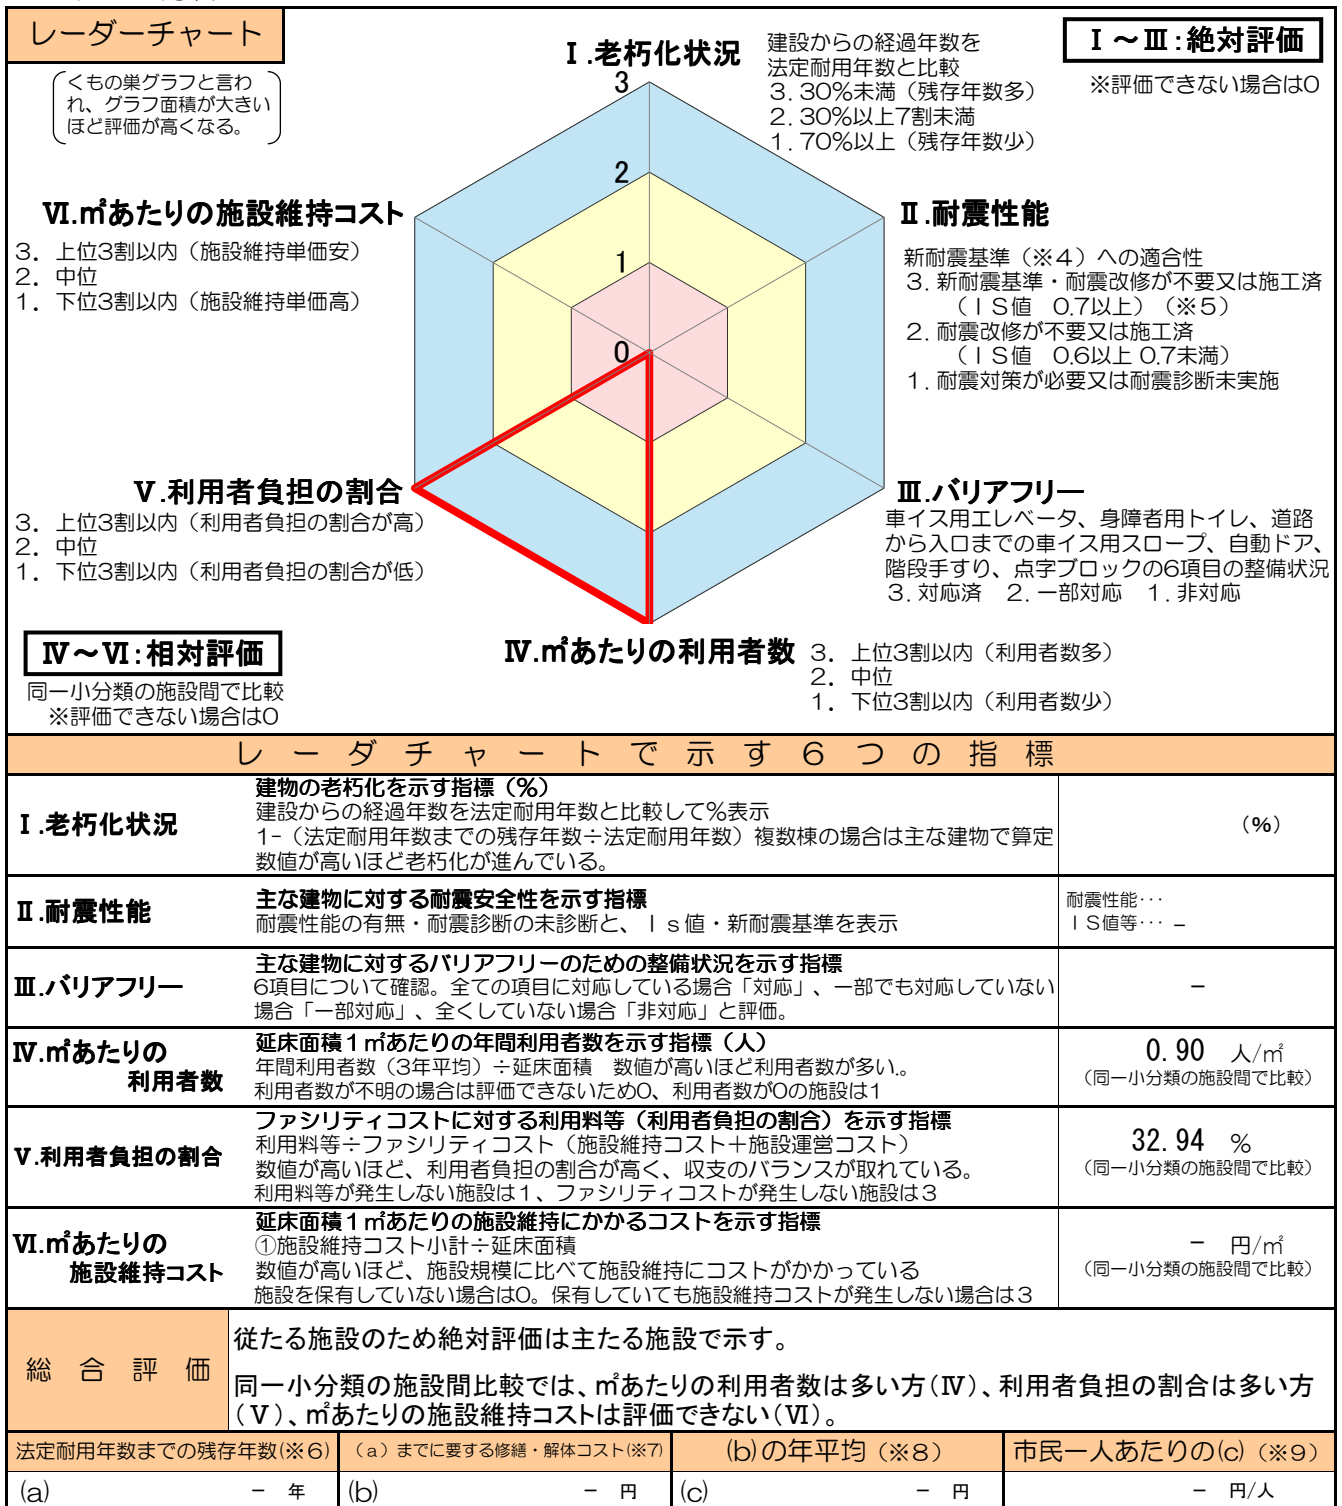 レーダーチャート
くもの巣グラフと言わ
れ、グラフ面積が大きい
ほど評価が高くなる。
Ⅰ.老朽化状況
建設からの経過年数を
法定耐用年数と比較
3.30%未満（残存年数多）
2.30%以上7割未満
1.70%以上（残存年数少）
Ⅰ～Ⅲ:絶対評価
※評価できない場合は0
3
2
1
0
Ⅵ.㎡あたりの施設維持コスト
3. 上位3割以内（施設維持単価安）
2. 中位
1. 下位3割以内（施設維持単価高）
Ⅱ.耐震性能
新耐震基準（※4）への適合性
3.新耐震基準・耐震改修が不要又は施工済
（ＩＳ値 0.7以上）（※5）
2.耐震改修が不要又は施工済
（ＩＳ値 0.6以上 0.7未満）
1.耐震対策が必要又は耐震診断未実施
Ⅴ.利用者負担の割合
3. 上位3割以内（利用者負担の割合が高）
2. 中位
1. 下位3割以内（利用者負担の割合が低）
Ⅲ.バリアフリー
車イス用エレベータ、身障者用トイレ、道路
から入口までの車イス用スロープ、自動ドア、
階段手すり、点字ブロックの6項目の整備状況
3.対応済 2.一部対応 1.非対応
Ⅳ～Ⅵ:相対評価
同一小分類の施設間で比較
※評価できない場合は0
Ⅳ.㎡あたりの利用者数
3. 上位3割以内（利用者数多）
2. 中位
1. 下位3割以内（利用者数少）
レーダチャートで示す6つの指標
Ⅰ.老朽化状況
建物の老朽化を示す指標（%）
建設からの経過年数を法定耐用年数と比較して%表示
1-（法定耐用年数までの残存年数÷法定耐用年数）複数棟の場合は主な建物で算定
数値が高いほど老朽化が進んでいる。
（%）
Ⅱ.耐震性能
主な建物に対する耐震安全性を示す指標
耐震性能の有無・耐震診断の未診断と、Ｉｓ値・新耐震基準を表示
耐震性能･･･
ＩＳ値等･･･ －
Ⅲ.バリアフリー
主な建物に対するバリアフリーのための整備状況を示す指標
6項目について確認。全ての項目に対応している場合「対応」、一部でも対応していない
場合「一部対応」、全くしていない場合「非対応」と評価。
－
Ⅳ.㎡あたりの
利用者数
延床面積１㎡あたりの年間利用者数を示す指標（人）
年間利用者数（3年平均）÷延床面積 数値が高いほど利用者数が多い。
利用者数が不明の場合は評価できないため0、利用者数が0の施設は1
0.90 人/㎡
（同一小分類の施設間で比較）
Ⅴ.利用者負担の割合
ファシリティコストに対する利用料等（利用者負担の割合）を示す指標
利用料等÷ファシリティコスト（施設維持コスト＋施設運営コスト）
数値が高いほど、利用者負担の割合が高く、収支のバランスが取れている。
利用料等が発生しない施設は１、ファシリティコストが発生しない施設は３
32.94 %
（同一小分類の施設間で比較）
Ⅵ.㎡あたりの
施設維持コスト
延床面積１㎡あたりの施設維持にかかるコストを示す指標
①施設維持コスト小計÷延床面積
数値が高いほど、施設規模に比べて施設維持にコストがかかっている
施設を保有していない場合は0。保有していても施設維持コストが発生しない場合は３
－ 円/㎡
（同一小分類の施設間で比較）
総合評価
従たる施設のため絶対評価は主たる施設で示す。
同一小分類の施設間比較では、㎡あたりの利用者数は多い方(Ⅳ)、利用者負担の割合は多い方
(Ⅴ)、㎡あたりの施設維持コストは評価できない(Ⅵ)。
法定耐用年数までの残存年数(※6)
（a）までに要する修繕・解体コスト(※7)
(b)の年平均（※8）
市民一人あたりの(c)（※9）
(a) － 年
(b) － 円
(c) － 円
－ 円/人